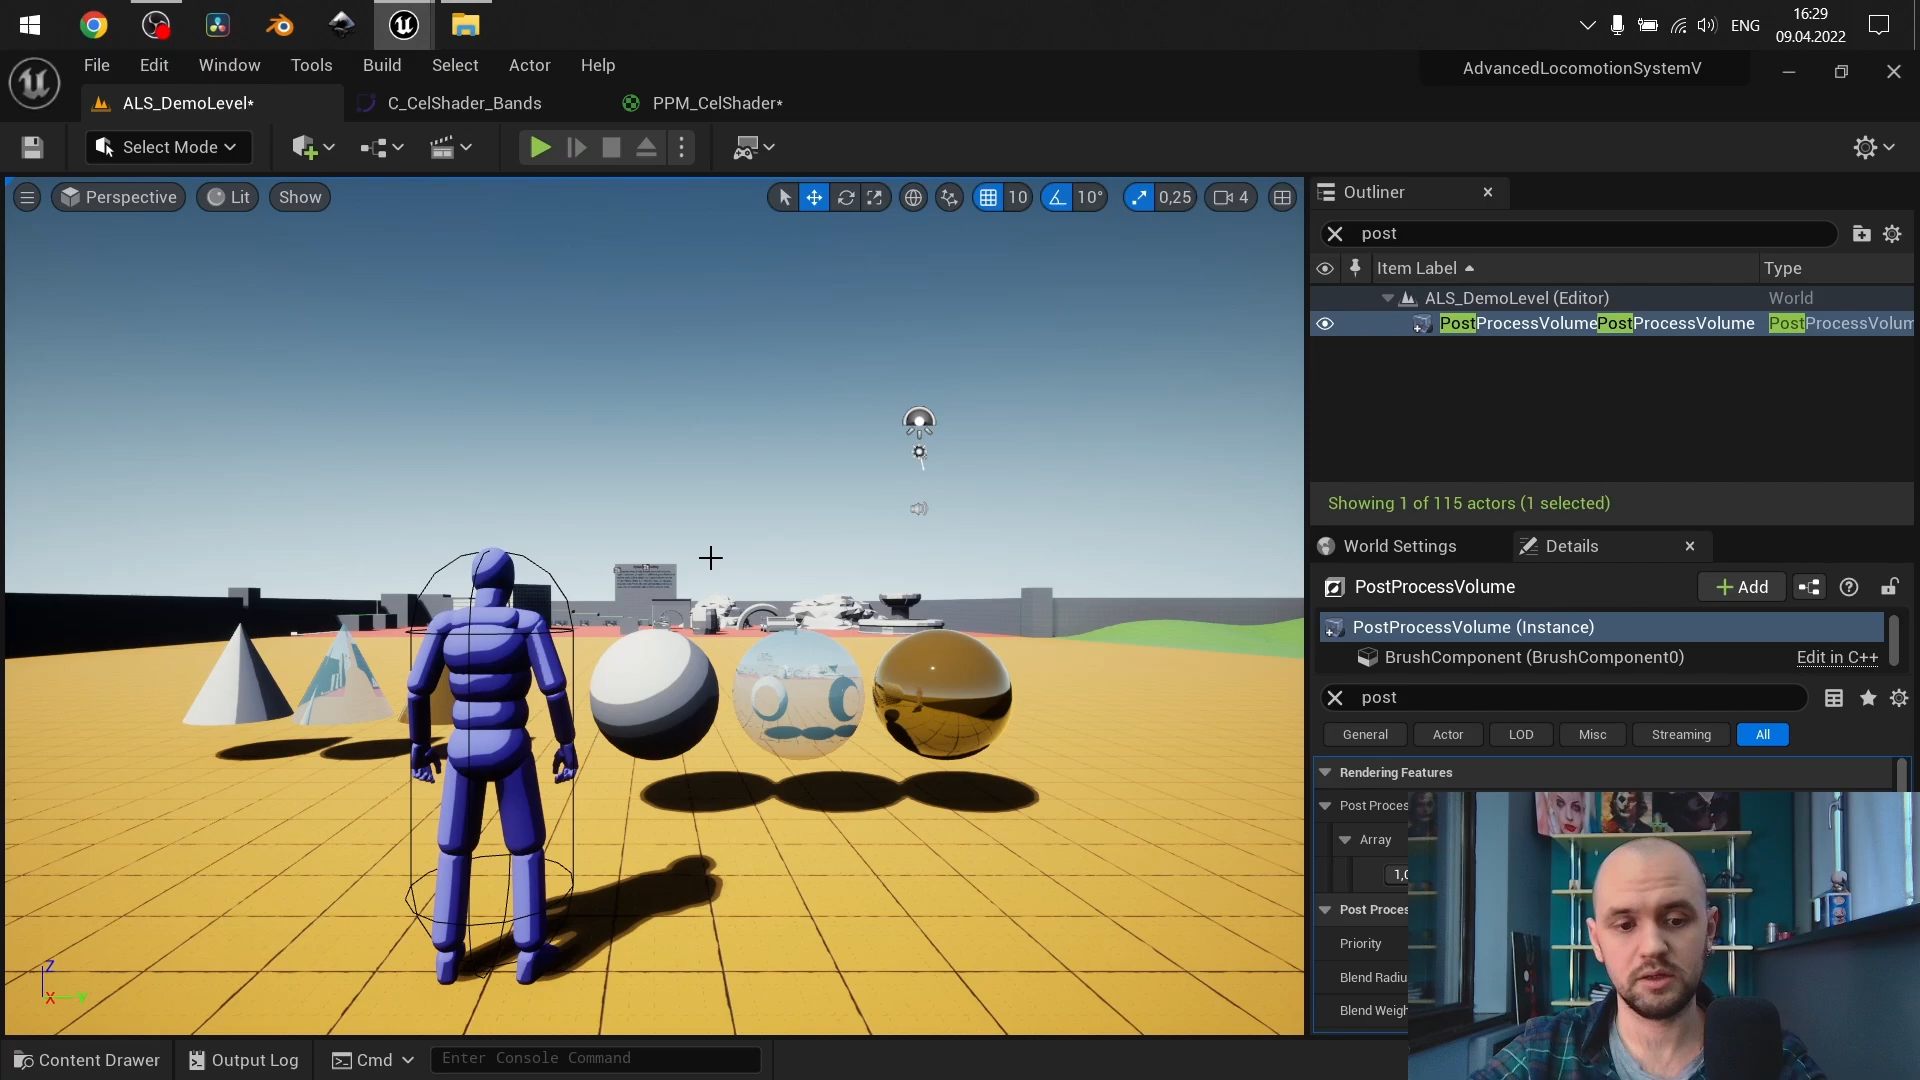 16:29
ENG
09.04.2022
File Edit Window Tools Build Select Actor Help
AdvancedLocomotionSystemV
ALS_DemoLevel*
C_CelShader_Bands
PPM_CelShader*
Select Mode
Perspective
Lit
Show
10
10°
0,25
4
Outliner
post
Item Label
Type
ALS_DemoLevel (Editor)
World
PostProcessVolumePostProcessVolume
PostProcessVolum
Showing 1 of 115 actors (1 selected)
World Settings
Details
PostProcessVolume
Add
PostProcessVolume (Instance)
BrushComponent (BrushComponent0)
Edit in C++
post
General
Actor
LOD
Misc
Streaming
All
Rendering Features
Post Proces
Array
1,0
Post Proces
Priority
Blend Radiu
Blend Weigh
Z
X
Y
Content Drawer
Output Log
Cmd
Enter Console Command